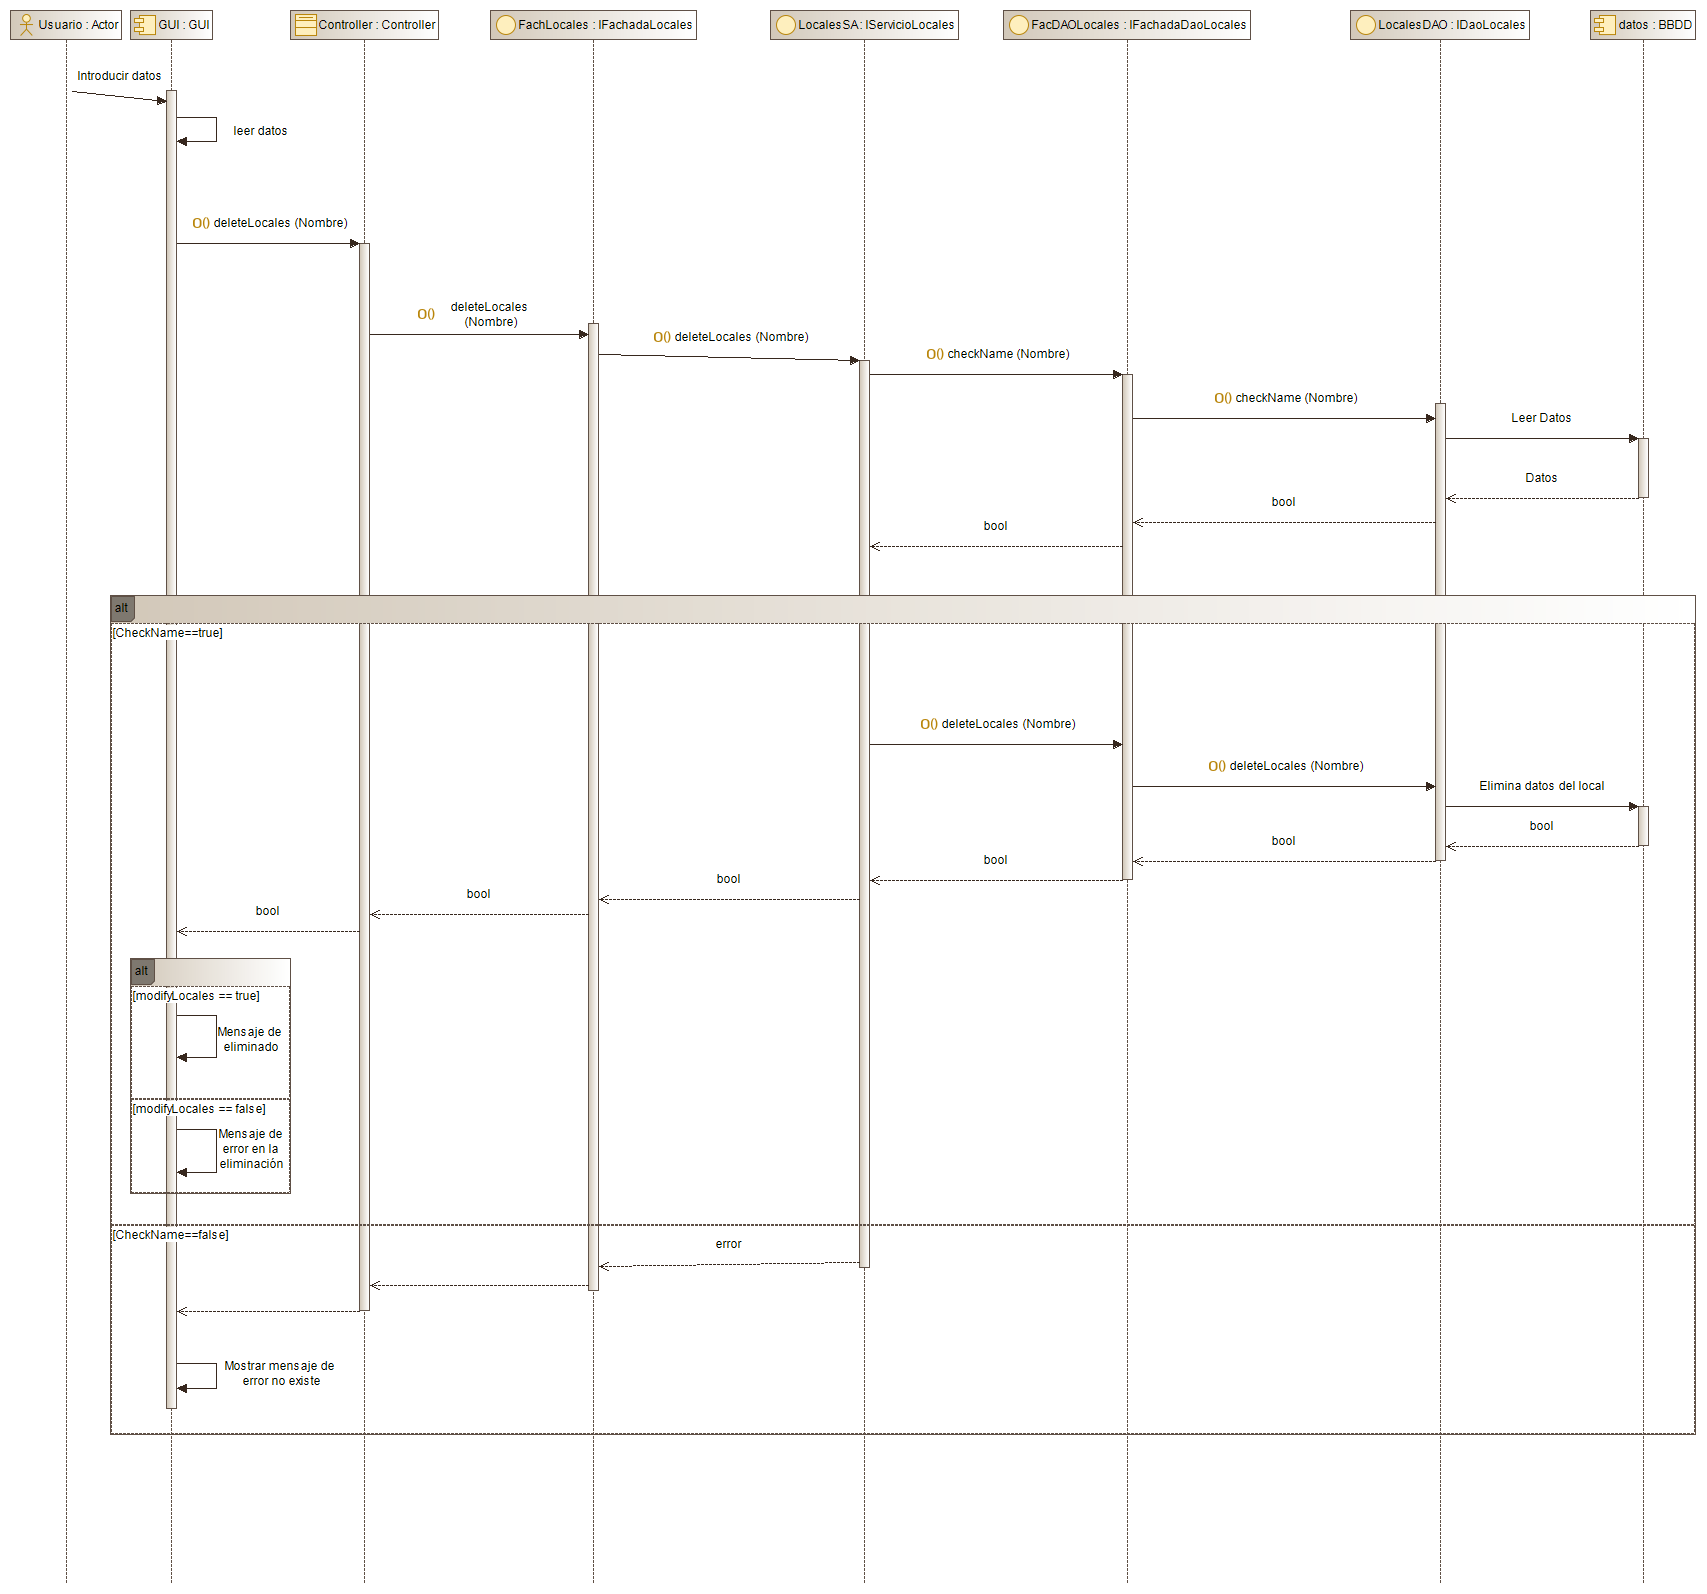 Usuario : Actor
GUI : GUI
Controller : Controller
FachLocales : IFachadaLocales
LocalesSA: IServicioLocales
FacDAOLocales : IFachadaDaoLocales
LocalesDAO : IDaoLocales
datos : BBDD
Introducir datos
leer datos
O() deleteLocales (Nombre)
O() deleteLocales
(Nombre)
O() deleteLocales (Nombre)
O() checkName (Nombre)
O() checkName (Nombre)
Leer Datos
Datos
bool
bool
alt
[CheckName==true]
O() deleteLocales (Nombre)
O() deleteLocales (Nombre)
Elimina datos del local
bool
bool
bool
bool
bool
bool
alt
[modifyLocales == true]
Mensaje de
eliminado
[modifyLocales == false]
Mensaje de
error en la
eliminación
[CheckName==false]
error
Mostrar mensaje de
error no existe